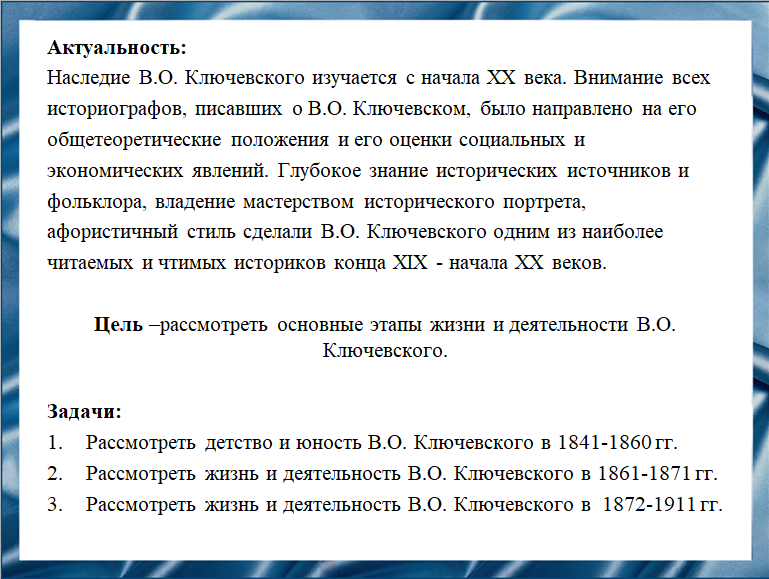 Актуальность:
Наследие В.О. Ключевского изучается с начала XX века. Внимание всех
историографов, писавших о В.О. Ключевском, было направлено на его
общетеоретические положения и его оценки социальных и
экономических явлений. Глубокое знание исторических источников и
фольклора, владение мастерством исторического портрета,
афористичный стиль сделали В.О. Ключевского одним из наиболее
читаемых и чтимых историков конца XIX - начала XX веков.
Цель –рассмотреть основные этапы жизни и деятельности В.О.
Ключевского.
Задачи:
1. Рассмотреть детство и юность В.О. Ключевского в 1841-1860 гг.
2. Рассмотреть жизнь и деятельность В.О. Ключевского в 1861-1871 гг.
3. Рассмотреть жизнь и деятельность В.О. Ключевского в 1872-1911 гг.